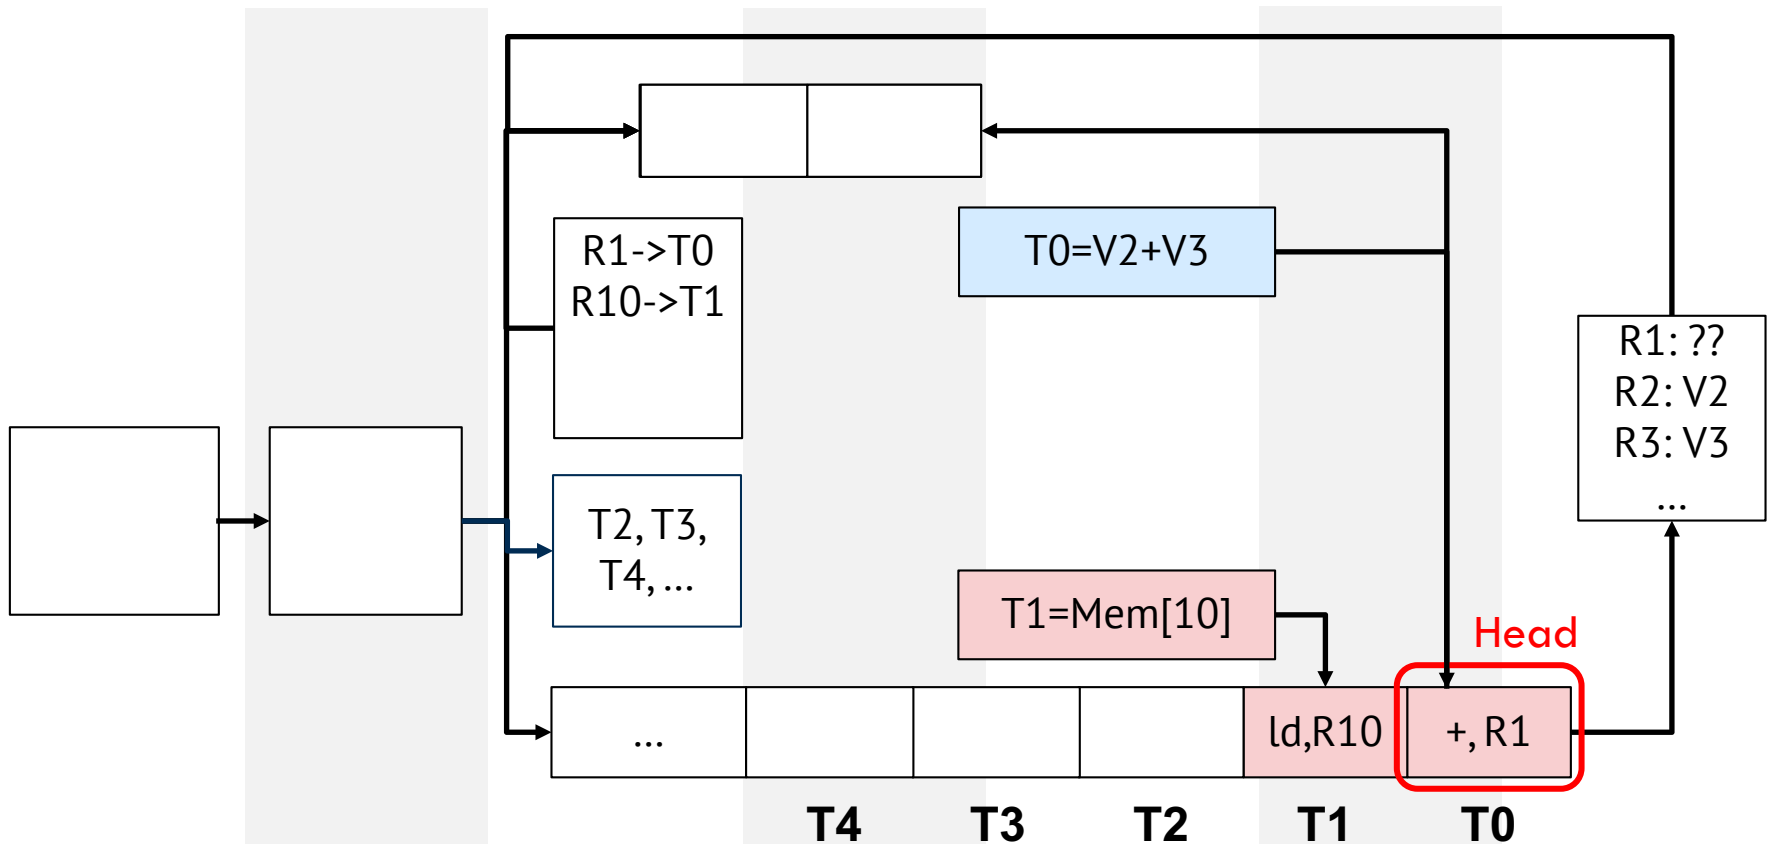 R1->T0
R10->T1
T0=V2+V3
R1: ??
R2: V2
R3: V3
...
T2, T3,
T4, ...
T1=Mem[10]
Head
...
ld,R10
+, R1
T4
T3
T2
T1
T0